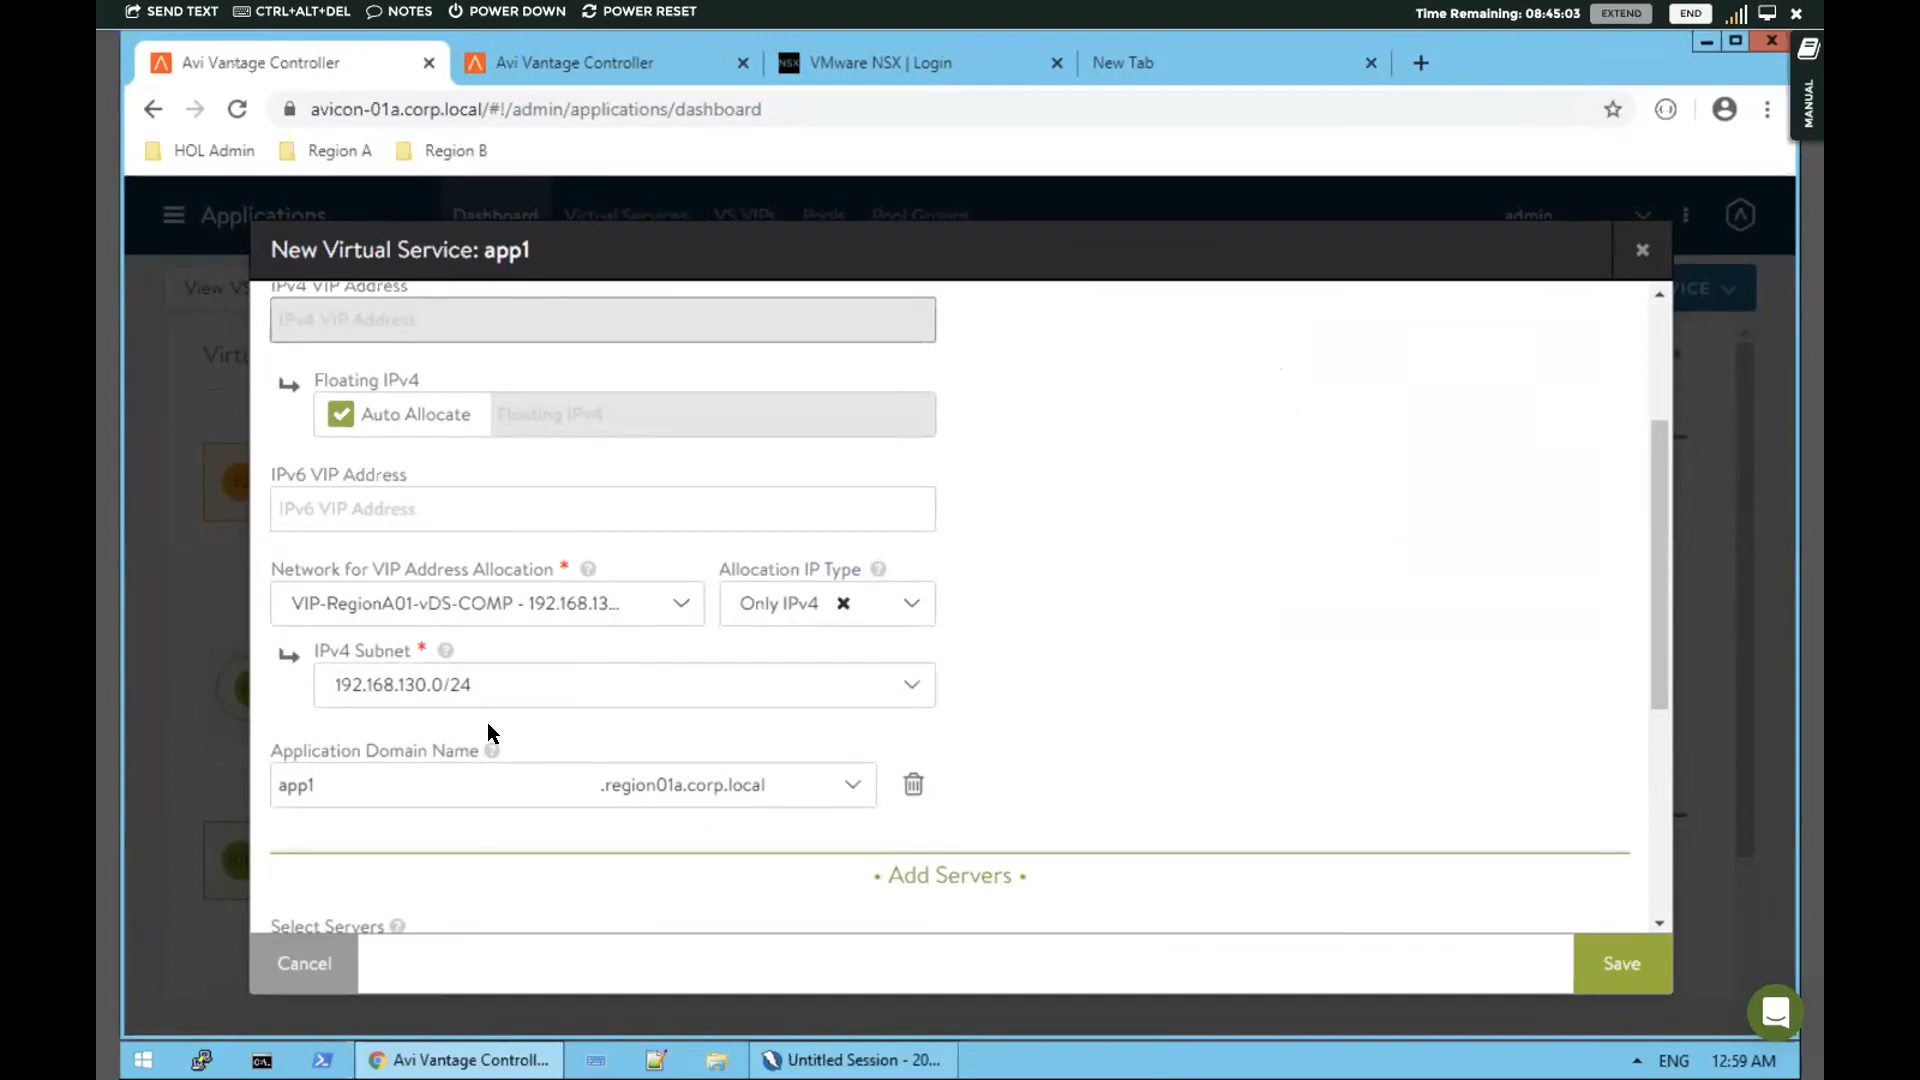 SEND TEXT CTRL+ALT+DEL NOTES POWER DOWN POWER RESET Time Remaining: 08:45:03 EXTEND END
Avi Vantage Controller Avi Vantage Controller NSX VMware NSX | Login New Tab
MANUAL
avicon-01a.corp.local/#!/admin/applications/dashboard
HOL Admin Region A Region B
Applications Dashboard Virtual Services VS VIPs Pools Pool Groups admin
New Virtual Service: app1
View VS
IPv4 VIP Address
IPv4 VIP Address
Floating IPv4
Auto Allocate Floating IPv4
IPv6 VIP Address
IPv6 VIP Address
Network for VIP Address Allocation * Allocation IP Type
VIP-RegionA01-vDS-COMP - 192.168.13... Only IPv4
IPv4 Subnet *
192.168.130.0/24
Application Domain Name
app1 .region01a.corp.local
• Add Servers •
Select Servers
Cancel Save
Avi Vantage Controll... Untitled Session - 20... ENG 12:59 AM